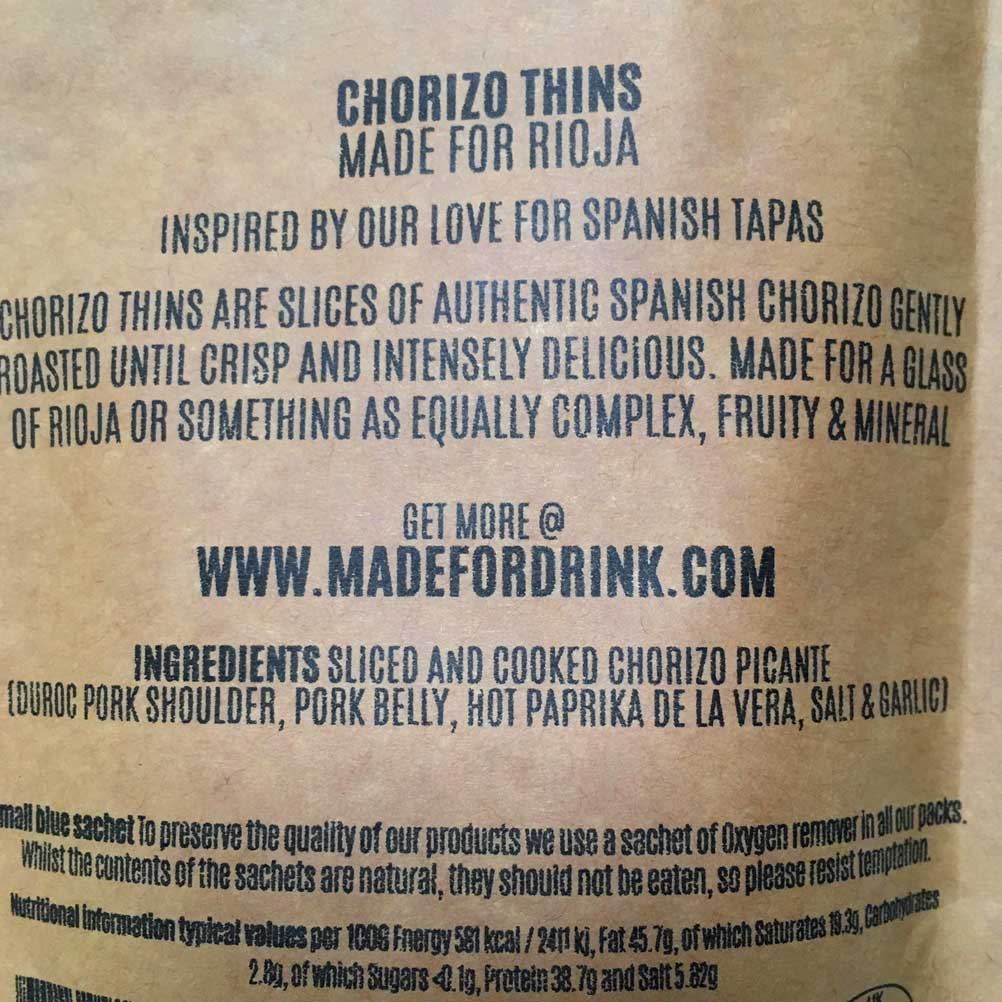 CHORIZO THINS
MADE FOR RIOJA
INSPIRED BY OUR LOVE FOR SPANISH TAPAS
CHORIZO THINS ARE SLICES OF AUTHENTIC SPANISH CHORIZO GENTLY
ROASTED UNTIL CRISP AND INTENSELY DELICIOUS. MADE FOR A GLASS
OF RIOJA OR SOMETHING AS EQUALLY COMPLEX, FRUITY & MINERAL
GET MORE @
WWW.MADEFORDRINK.COM
INGREDIENTS SLICED AND COOKED CHORIZO PICANTE
(DUROC PORK SHOULDER, PORK BELLY, HOT PAPRIKA DE LA VERA, SALT & GARLIC)
mall blue sachet To preserve the quality of our products we use a sachet of Oxygen remover in all our packs.
Whilst the contents of the sachets are natural, they should not be eaten, so please resist temptation.
Nutritional information typical values per 100G Energy 581 kcal / 2411 kj, Fat 45.7g, of which Saturates 19.3g, Carbohydrates
2.8g, of which Sugars <0.1g, Protein 38.7g and Salt 5.62g